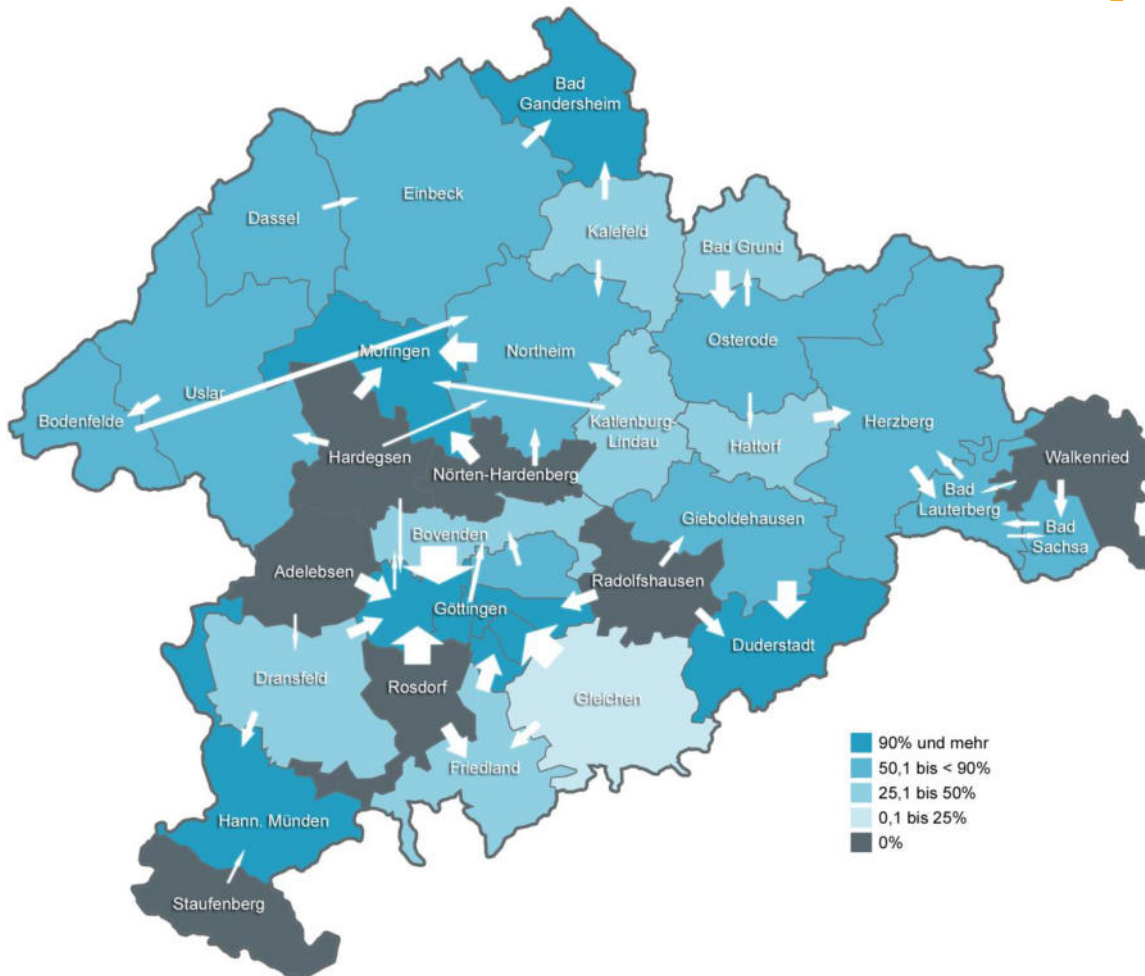 Bad
Gandersheim
Einbeck
Dassel
Kalefeld
Bad Grund
Osterode
Moringen
Northeim
Uslar
Bodenfelde
Katlenburg-
Lindau
Hattorf
Herzberg
Hardegsen
Nörten-Hardenberg
Walkenried
Bad
Lauterberg
Bad
Sachsa
Gieboldehausen
Bovenden
Adelebsen
Radolfshausen
Göttingen
Duderstadt
Dransfeld
Rosdorf
Gleichen
Friedland
Hann. Münden
Staufenberg
90% und mehr
50,1 bis < 90%
25,1 bis 50%
0,1 bis 25%
0%